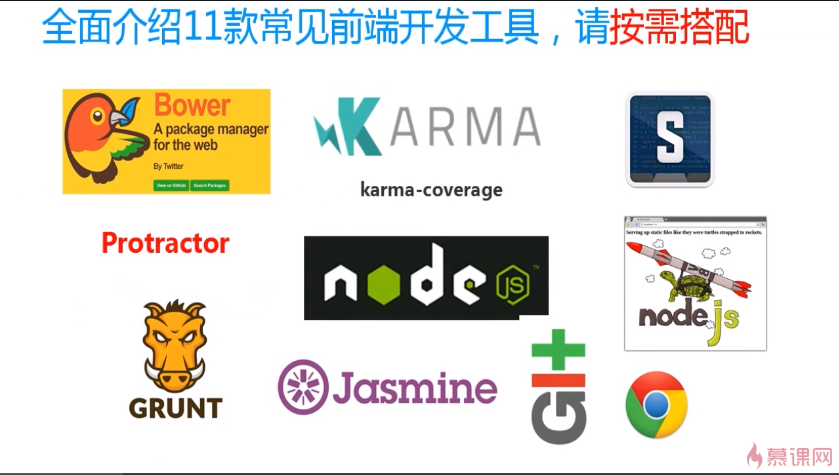 全面介绍11款常见前端开发工具，请按需搭配
Bower
A package manager
for the web
By Twitter
View on GitHub
Search Packages
KARMA
karma-coverage
S
Protractor
node JS ™
Serving up static files like they were turtles strapped to rockets.
nodejs
GRUNT
Jasmine
GIT
慕课网